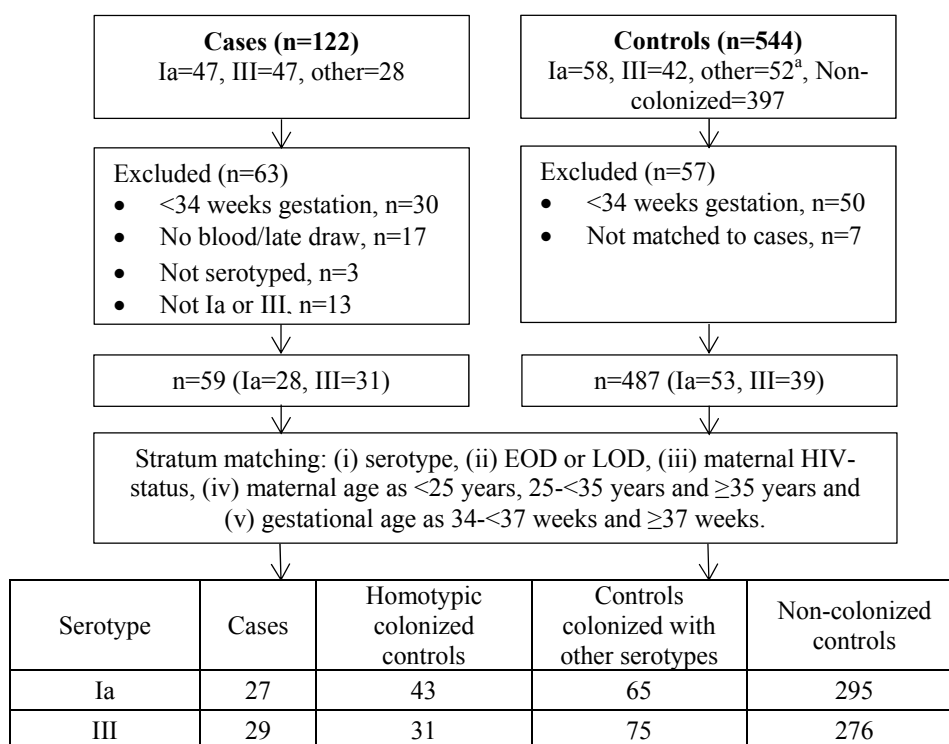 Cases (n=122)
Ia=47, III=47, other=28
Controls (n=544)
Ia=58, III=42, other=52ᵃ, Non-
colonized=397
Excluded (n=63)
• <34 weeks gestation, n=30
• No blood/late draw, n=17
• Not serotyped, n=3
• Not Ia or III, n=13
Excluded (n=57)
• <34 weeks gestation, n=50
• Not matched to cases, n=7
n=59 (Ia=28, III=31)
n=487 (Ia=53, III=39)
Stratum matching: (i) serotype, (ii) EOD or LOD, (iii) maternal HIV-
status, (iv) maternal age as <25 years, 25-<35 years and ≥35 years and
(v) gestational age as 34-<37 weeks and ≥37 weeks.
Serotype
Cases
Homotypic
colonized
controls
Controls
colonized with
other serotypes
Non-colonized
controls
Ia 27 43 65 295
III 29 31 75 276